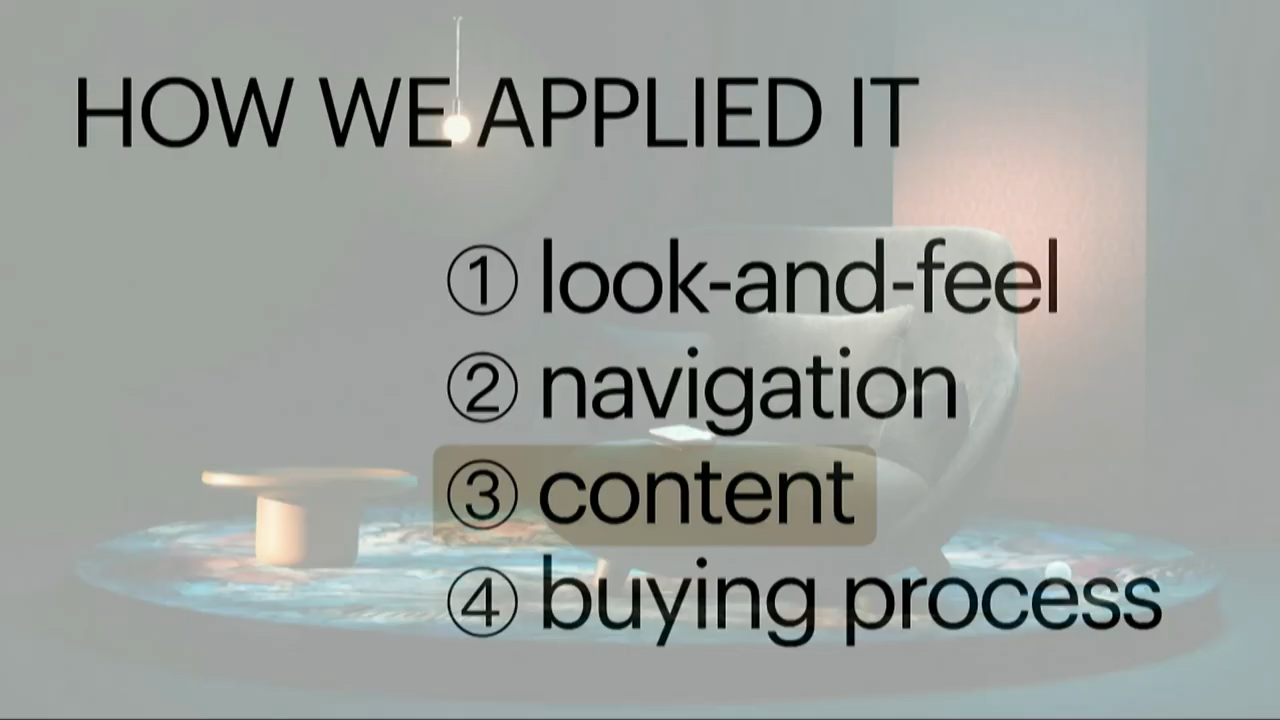 HOW WE APPLIED IT
① look-and-feel
② navigation
③ content
④ buying process